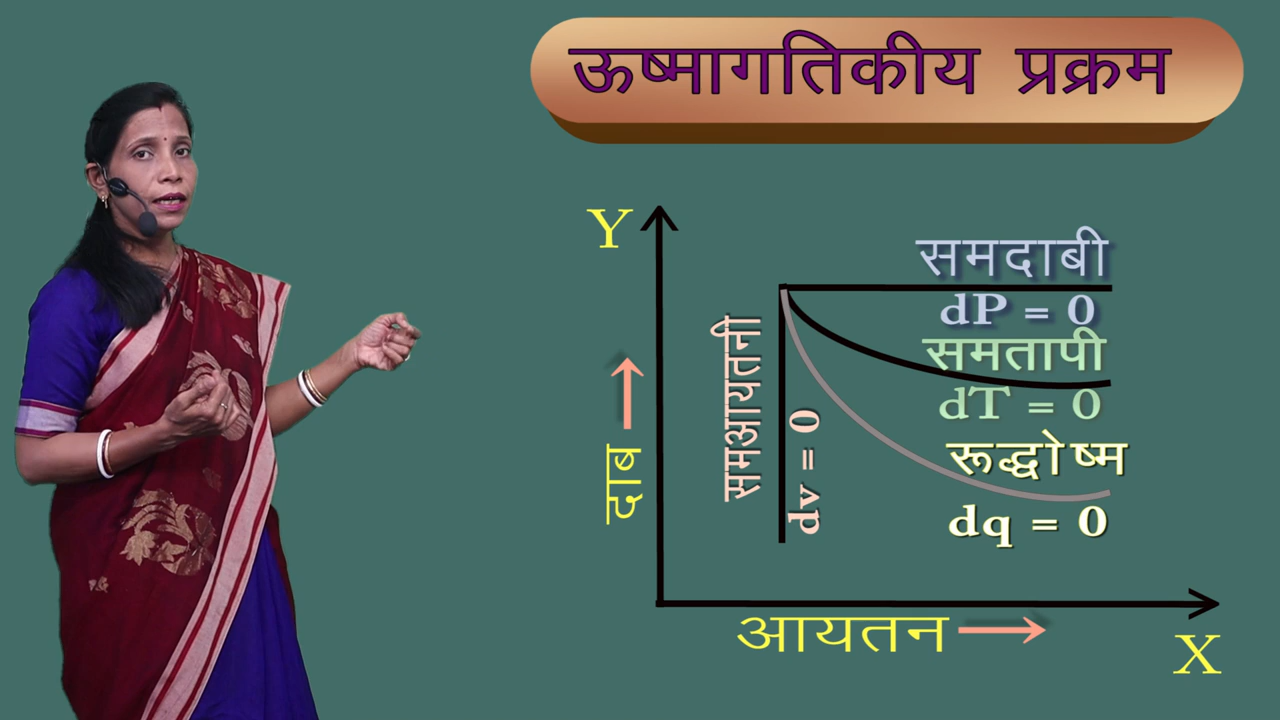 ऊष्मागतिकीय प्रक्रम
Y
समदाबी
dP = 0
समतापी
dT = 0
रूद्धोष्म
dq = 0
समआयतनी
dv = 0
दाब
आयतन
X